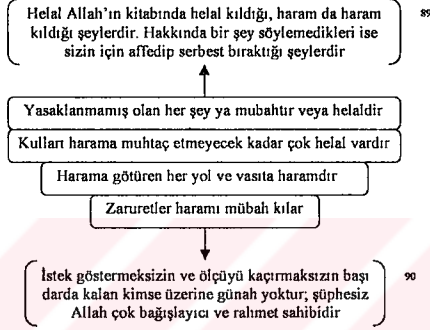 Helal Allah'ın kitabında helal kıldığı, haram da haram
kıldığı şeylerdir. Hakkında bir şey söylemedikleri ise
sizin için affedip serbest bıraktığı şeylerdir
89
Yasaklanmamış olan her şey ya mubahtır veya helaldir
Kulları harama muhtaç etmeyecek kadar çok helal vardır
Harama götüren her yol ve vasıta haramdır
Zaruretler haramı mübah kılar
İstek göstermeksizin ve ölçüyü kaçırmaksızın başı
darda kalan kimse üzerine günah yoktur; şüphesiz
Allah çok bağışlayıcı ve rahmet sahibidir
90